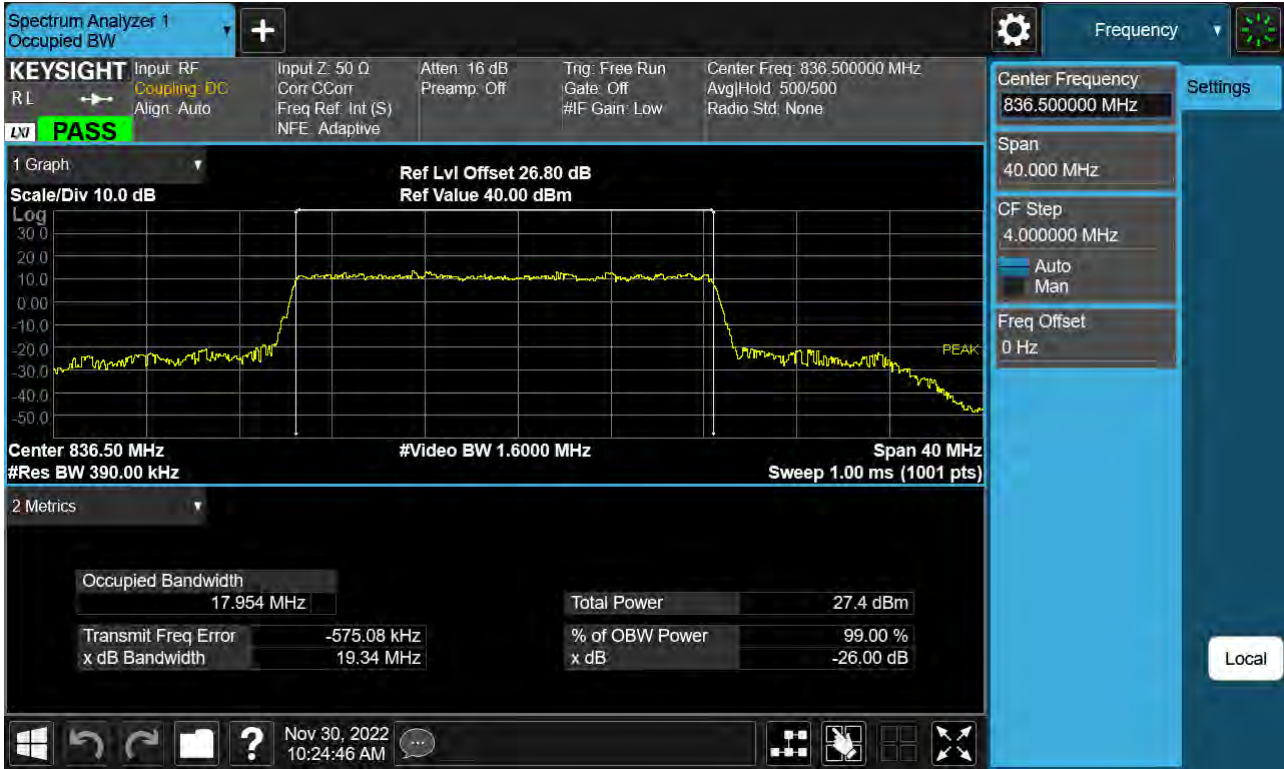 Spectrum Analyzer 1
Occupied BW
+
Frequency
KEYSIGHT
RL
LXI
PASS
Input: RF
Coupling: DC
Align: Auto
Input Z: 50 Ω
Corr CCorr
Freq Ref: Int (S)
NFE: Adaptive
Atten: 16 dB
Preamp: Off
Trig: Free Run
Gate: Off
#IF Gain: Low
Center Freq: 836.500000 MHz
Avg|Hold: 500/500
Radio Std: None
Center Frequency
836.500000 MHz
Settings
Span
40.000 MHz
CF Step
4.000000 MHz
Auto
Man
Freq Offset
0 Hz
Local
1 Graph
Scale/Div 10.0 dB
Ref Lvl Offset 26.80 dB
Ref Value 40.00 dBm
Log
30.0
20.0
10.0
0.00
-10.0
-20.0
-30.0
-40.0
-50.0
PEAK
Center 836.50 MHz
#Video BW 1.6000 MHz
Span 40 MHz
#Res BW 390.00 kHz
Sweep 1.00 ms (1001 pts)
2 Metrics
Occupied Bandwidth
17.954 MHz
Total Power 27.4 dBm
Transmit Freq Error -575.08 kHz
% of OBW Power 99.00 %
x dB Bandwidth 19.34 MHz
x dB -26.00 dB
?
Nov 30, 2022
10:24:46 AM